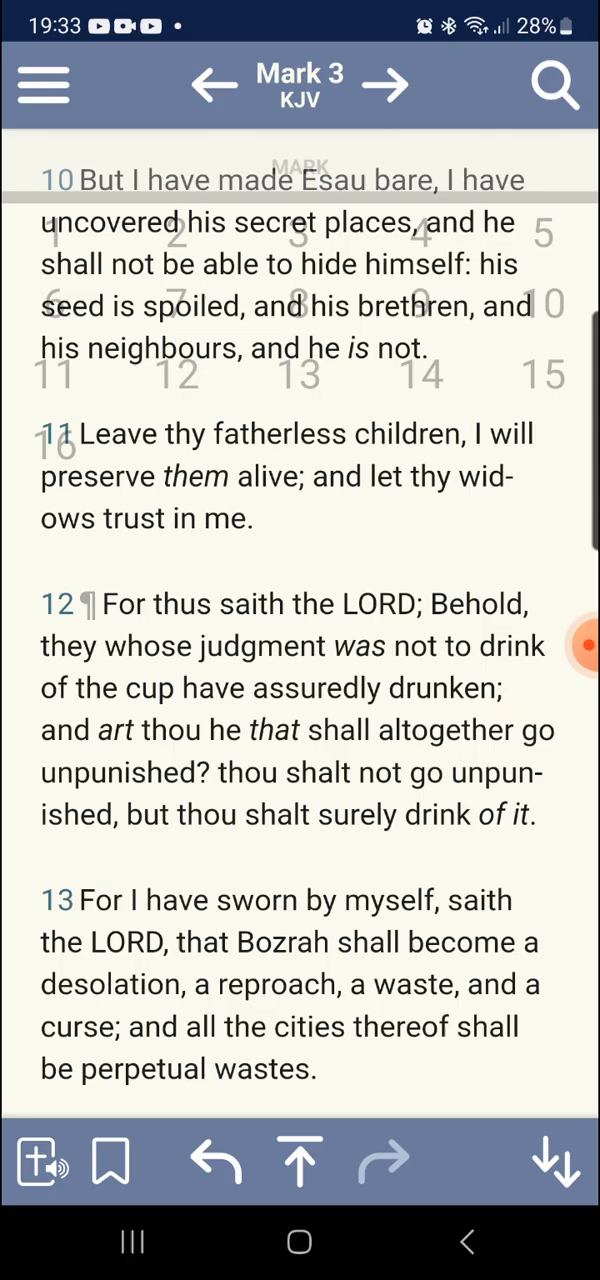 19:33
28%
Mark 3
KJV
MARK
10 But I have made Esau bare, I have
uncovered his secret places, and he
1 2 3 4 5
shall not be able to hide himself: his
seed is spoiled, and his brethren, and
6 7 8 9 10
his neighbours, and he is not.
11 12 13 14 15
11 Leave thy fatherless children, I will
16
preserve them alive; and let thy wid-
ows trust in me.
12 ¶ For thus saith the LORD; Behold,
they whose judgment was not to drink
of the cup have assuredly drunken;
and art thou he that shall altogether go
unpunished? thou shalt not go unpun-
ished, but thou shalt surely drink of it.
13 For I have sworn by myself, saith
the LORD, that Bozrah shall become a
desolation, a reproach, a waste, and a
curse; and all the cities thereof shall
be perpetual wastes.